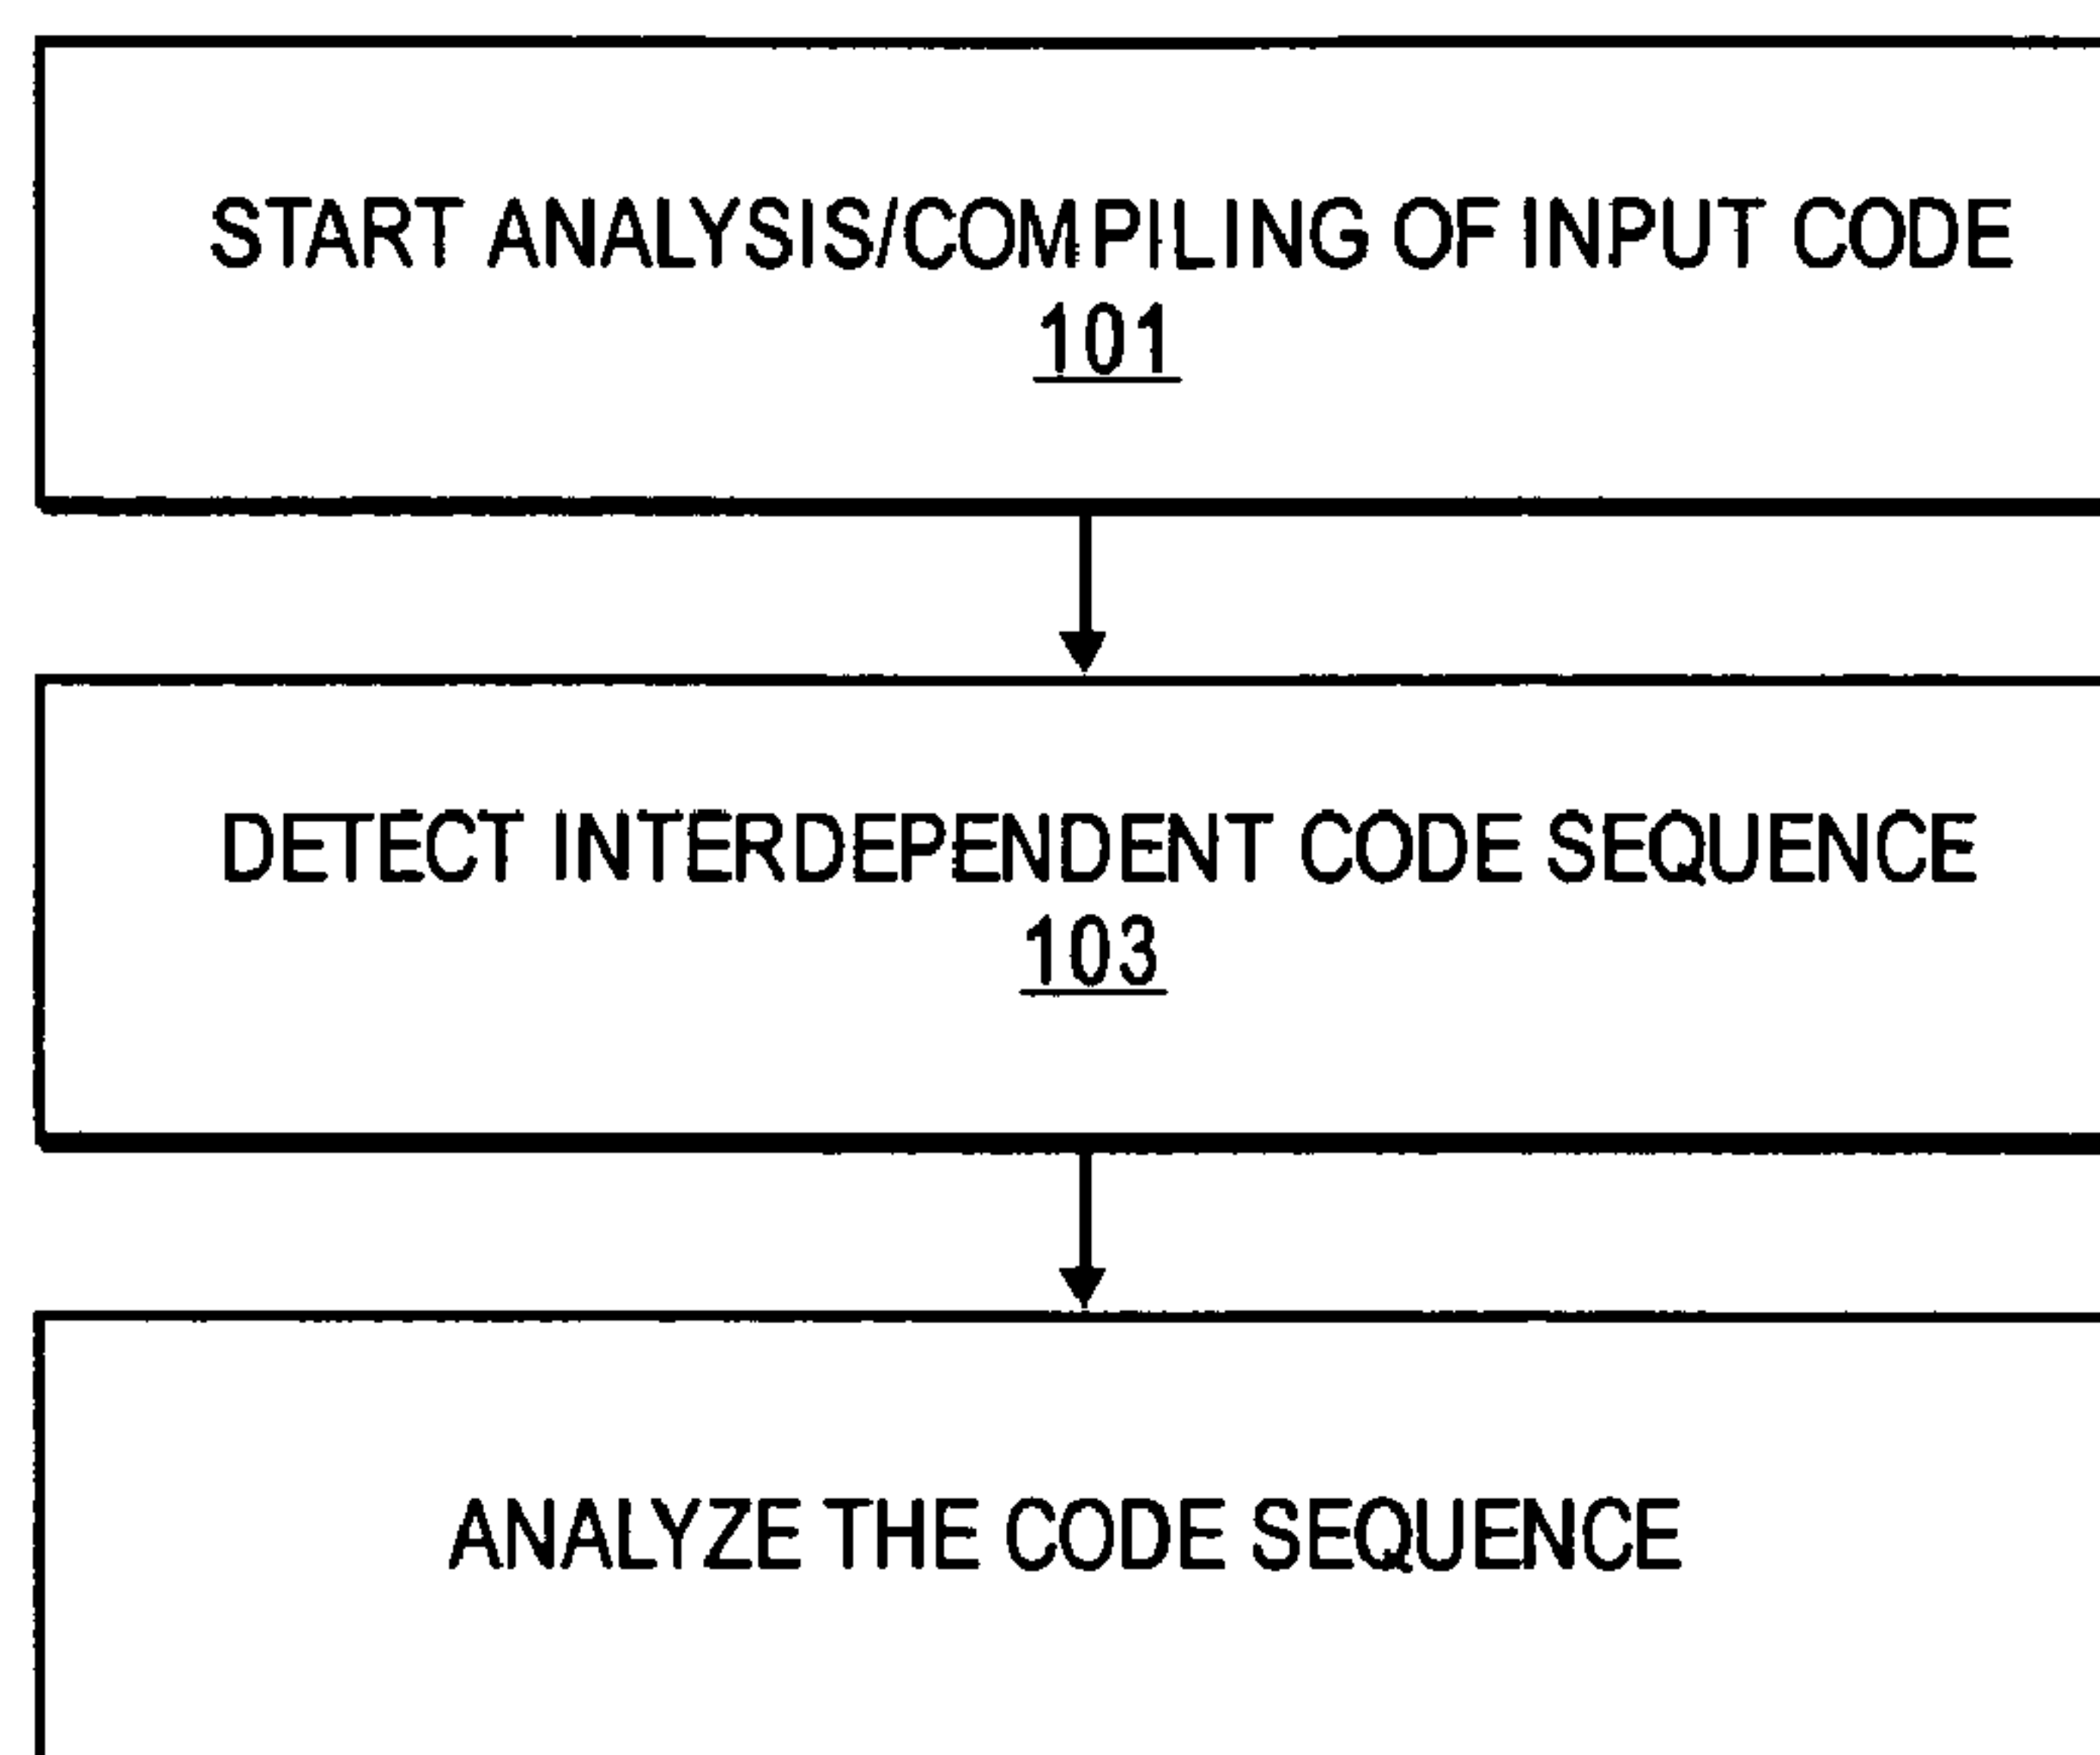 START ANALYSIS/COMPILING OF INPUT CODE
101
DETECT INTERDEPENDENT CODE SEQUENCE
103
ANALYZE THE CODE SEQUENCE